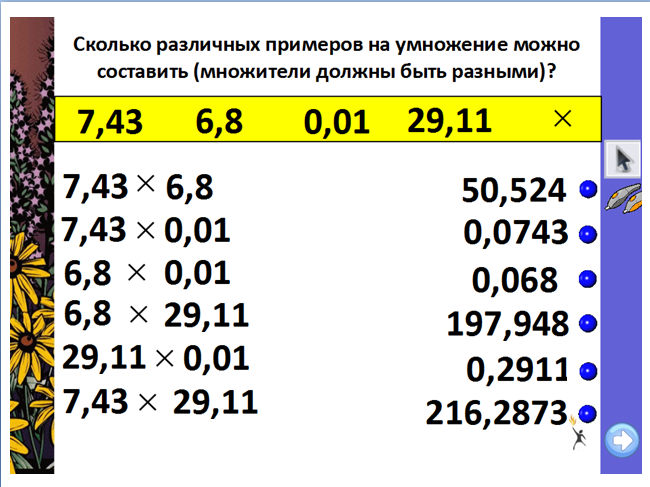 Сколько различных примеров на умножение можно
составить (множители должны быть разными)?
7,43 6,8 0,01 29,11 ×
7,43 × 6,8 50,524
7,43 × 0,01 0,0743
6,8 × 0,01 0,068
6,8 × 29,11 197,948
29,11 × 0,01 0,2911
7,43 × 29,11 216,2873